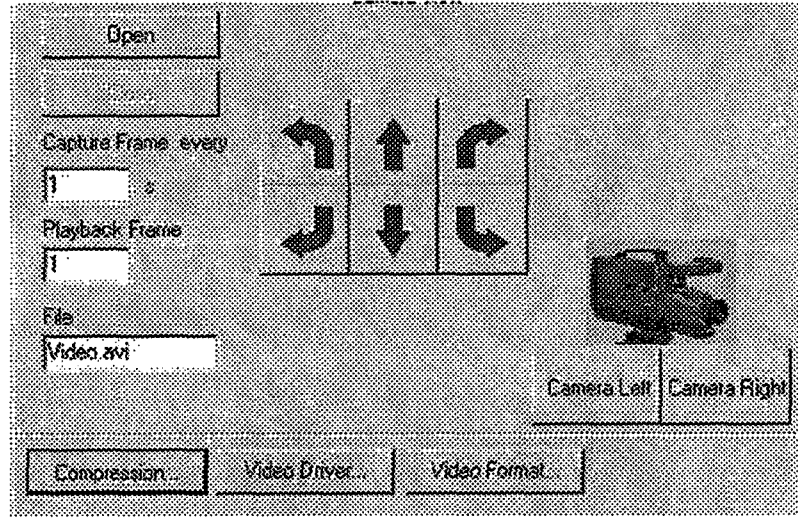 Open
Capture Frame every
1 s
Playback Frame
1
File
Video.avi
Camera Left Camera Right
Compression... Video Driver... Video Format...